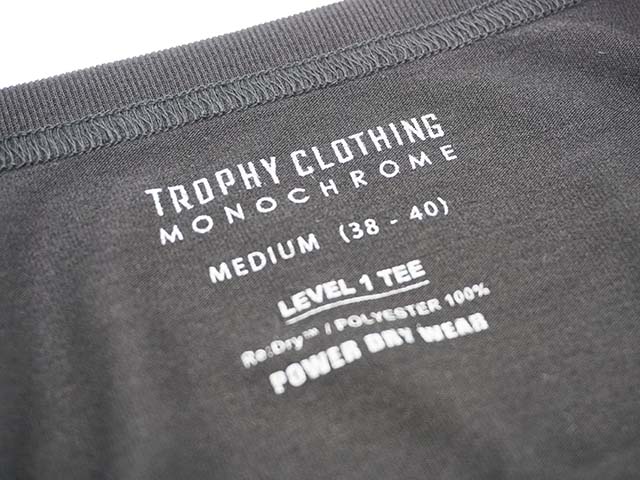 TROPHY CLOTHING
MONOCHROME
MEDIUM (38 - 40)
LEVEL 1 TEE
Re:Dry™ / POLYESTER 100%
POWER DRY WEAR